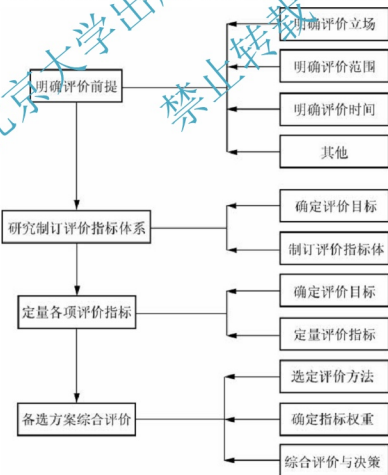 明确评价立场
明确评价范围
明确评价前提
明确评价时间
其他
确定评价目标
研究制订评价指标体系
制订评价指标体
确定评价目标
定量各项评价指标
定量评价指标
选定评价方法
备选方案综合评价
确定指标权重
综合评价与决策
北京大学出
禁止转载